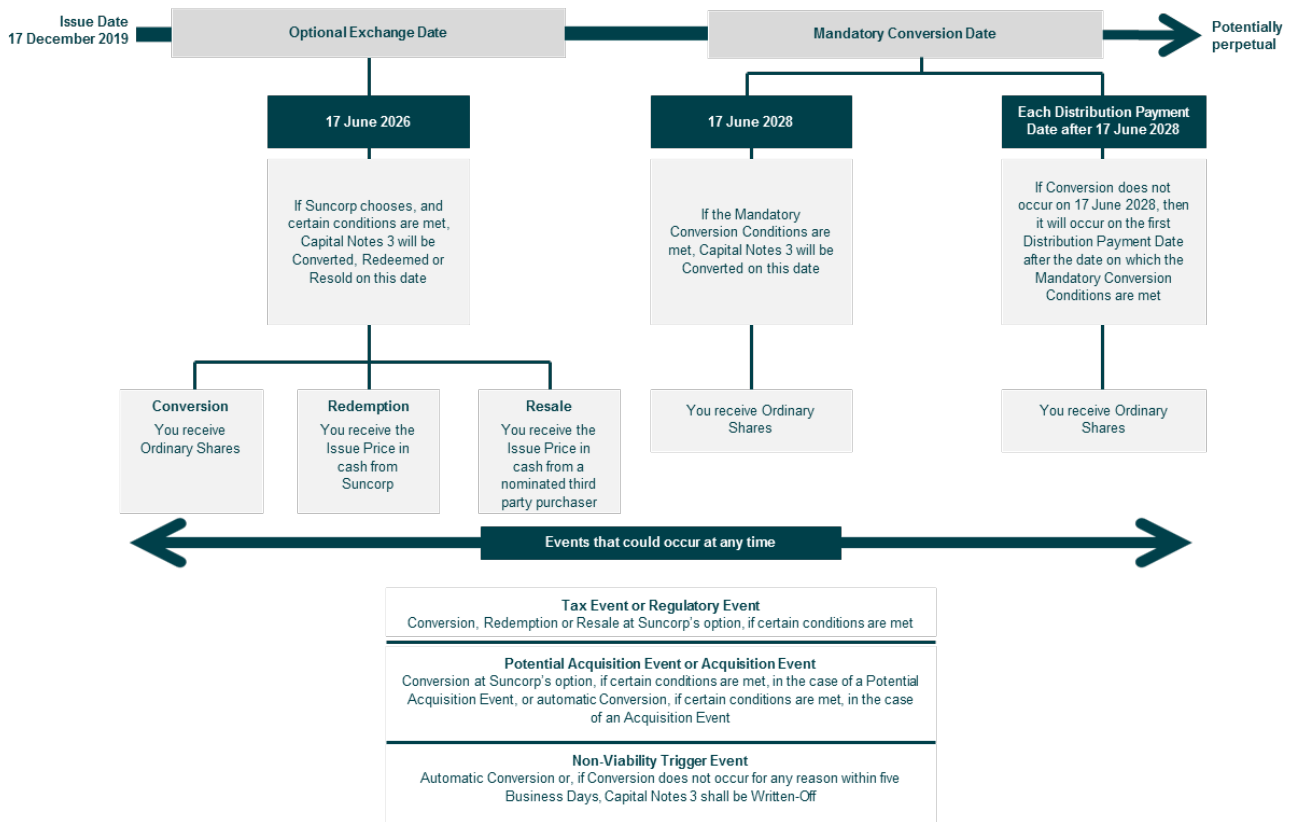 Issue Date
17 December 2019
Optional Exchange Date
Mandatory Conversion Date
Potentially
perpetual
17 June 2026
17 June 2028
Each Distribution Payment
Date after 17 June 2028
If Suncorp chooses, and
certain conditions are met,
Capital Notes 3 will be
Converted, Redeemed or
Resold on this date
If the Mandatory
Conversion Conditions are
met, Capital Notes 3 will be
Converted on this date
If Conversion does not
occur on 17 June 2028, then
it will occur on the first
Distribution Payment Date
after the date on which the
Mandatory Conversion
Conditions are met
Conversion
You receive
Ordinary Shares
Redemption
You receive the
Issue Price in
cash from
Suncorp
Resale
You receive the
Issue Price in
cash from a
nominated third
party purchaser
You receive Ordinary
Shares
You receive Ordinary
Shares
Events that could occur at any time
Tax Event or Regulatory Event
Conversion, Redemption or Resale at Suncorp's option, if certain conditions are met
Potential Acquisition Event or Acquisition Event
Conversion at Suncorp's option, if certain conditions are met, in the case of a Potential
Acquisition Event, or automatic Conversion, if certain conditions are met, in the case
of an Acquisition Event
Non-Viability Trigger Event
Automatic Conversion or, if Conversion does not occur for any reason within five
Business Days, Capital Notes 3 shall be Written-Off